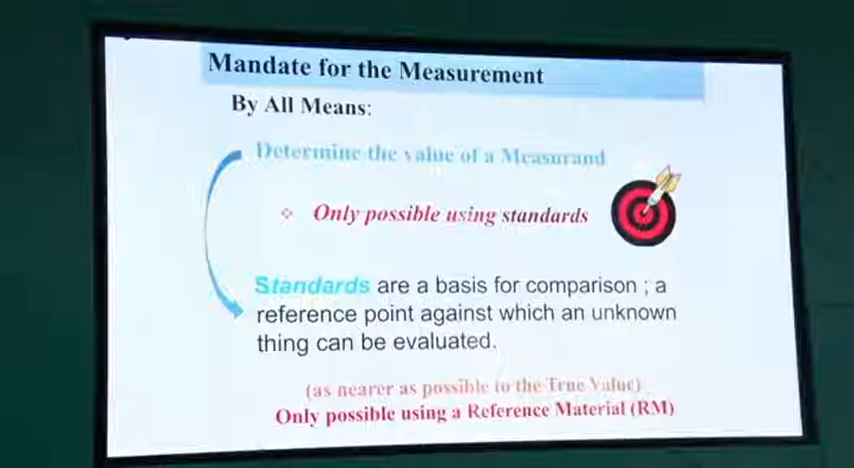 Mandate for the Measurement
By All Means:
Determine the value of a Measurand
❖ Only possible using standards
Standards are a basis for comparison ; a
reference point against which an unknown
thing can be evaluated.
(as nearer as possible to the True Value)
Only possible using a Reference Material (RM)